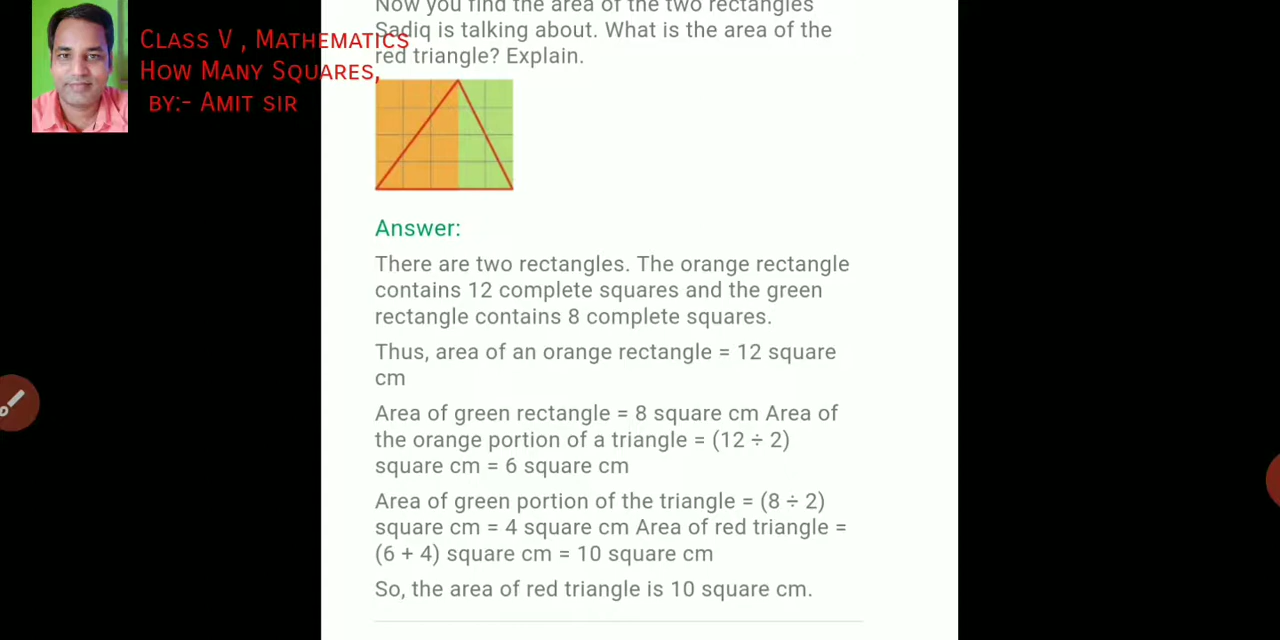 Now you find the area of the two rectangles
Sadiq is talking about. What is the area of the
red triangle? Explain.
CLASS V , MATHEMATICS
HOW MANY SQUARES,
BY:- AMIT SIR
Answer:
There are two rectangles. The orange rectangle
contains 12 complete squares and the green
rectangle contains 8 complete squares.
Thus, area of an orange rectangle = 12 square
cm
Area of green rectangle = 8 square cm Area of
the orange portion of a triangle = (12 ÷ 2)
square cm = 6 square cm
Area of green portion of the triangle = (8 ÷ 2)
square cm = 4 square cm Area of red triangle =
(6 + 4) square cm = 10 square cm
So, the area of red triangle is 10 square cm.